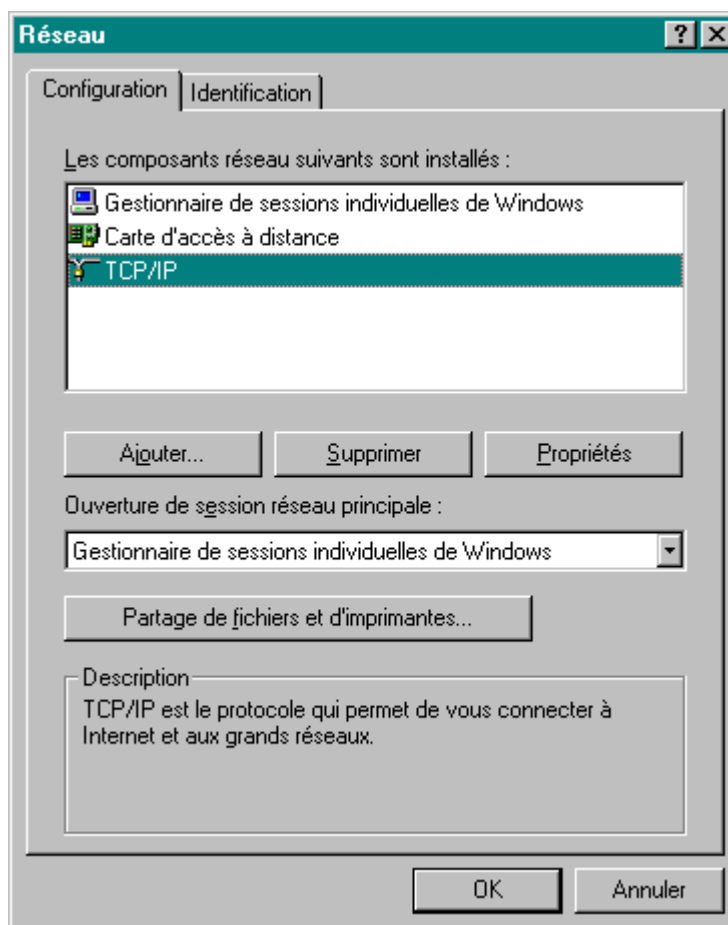 Réseau
Configuration
Identification
Les composants réseau suivants sont installés :
Gestionnaire de sessions individuelles de Windows
Carte d'accès à distance
TCP/IP
Ajouter...
Supprimer
Propriétés
Ouverture de session réseau principale :
Gestionnaire de sessions individuelles de Windows
Partage de fichiers et d'imprimantes...
Description
TCP/IP est le protocole qui permet de vous connecter à
Internet et aux grands réseaux.
OK
Annuler